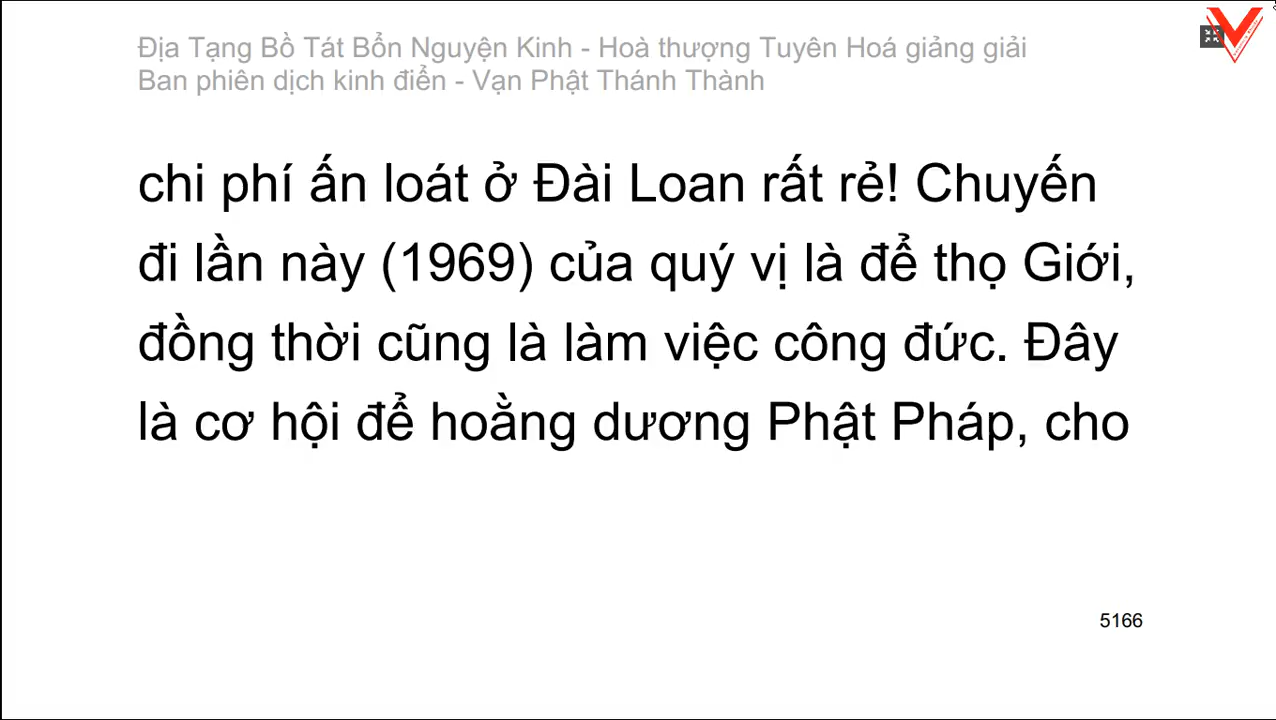 Địa Tạng Bồ Tát Bổn Nguyện Kinh - Hoà thượng Tuyên Hoá giảng giải
Ban phiên dịch kinh điển - Vạn Phật Thánh Thành
chi phí ấn loát ở Đài Loan rất rẻ! Chuyến
đi lần này (1969) của quý vị là để thọ Giới,
đồng thời cũng là làm việc công đức. Đây
là cơ hội để hoằng dương Phật Pháp, cho
5166